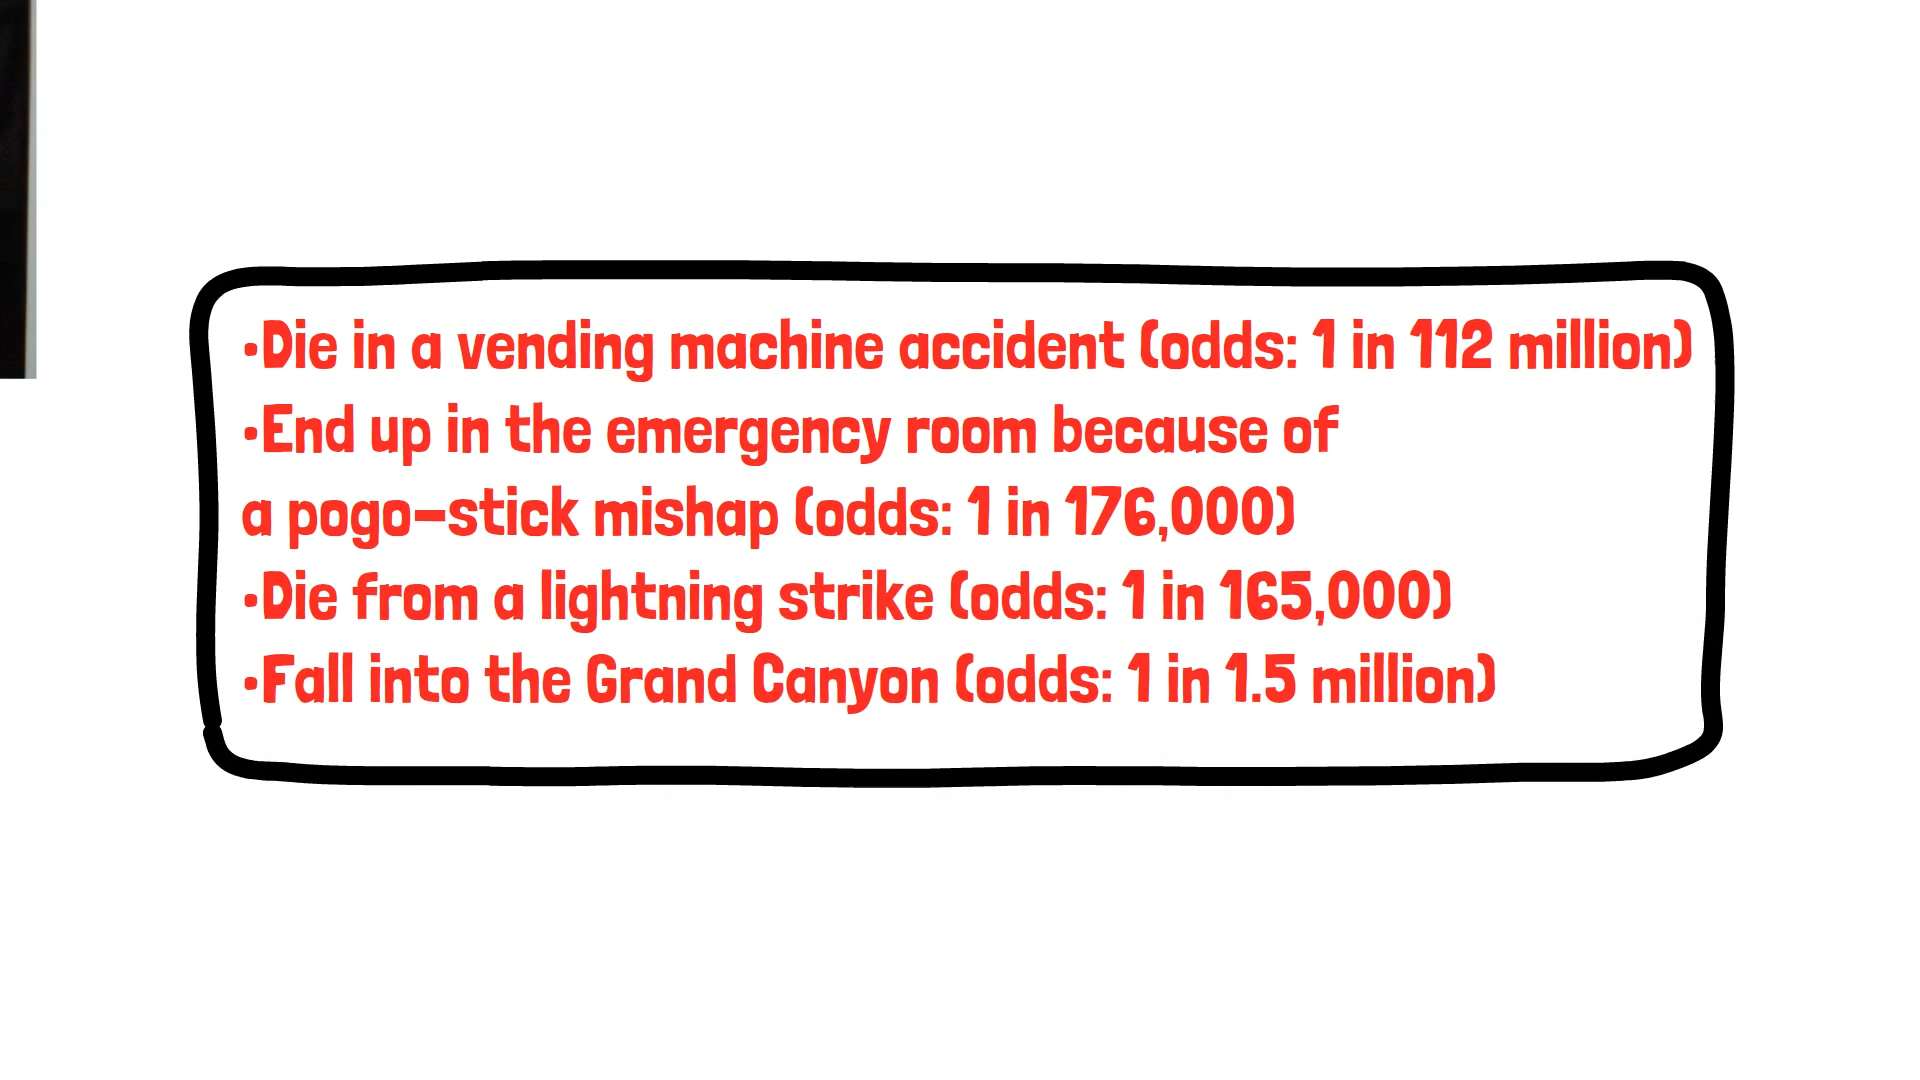 •Die in a vending machine accident (odds: 1 in 112 million)
•End up in the emergency room because of
a pogo-stick mishap (odds: 1 in 176,000)
•Die from a lightning strike (odds: 1 in 165,000)
•Fall into the Grand Canyon (odds: 1 in 1.5 million)